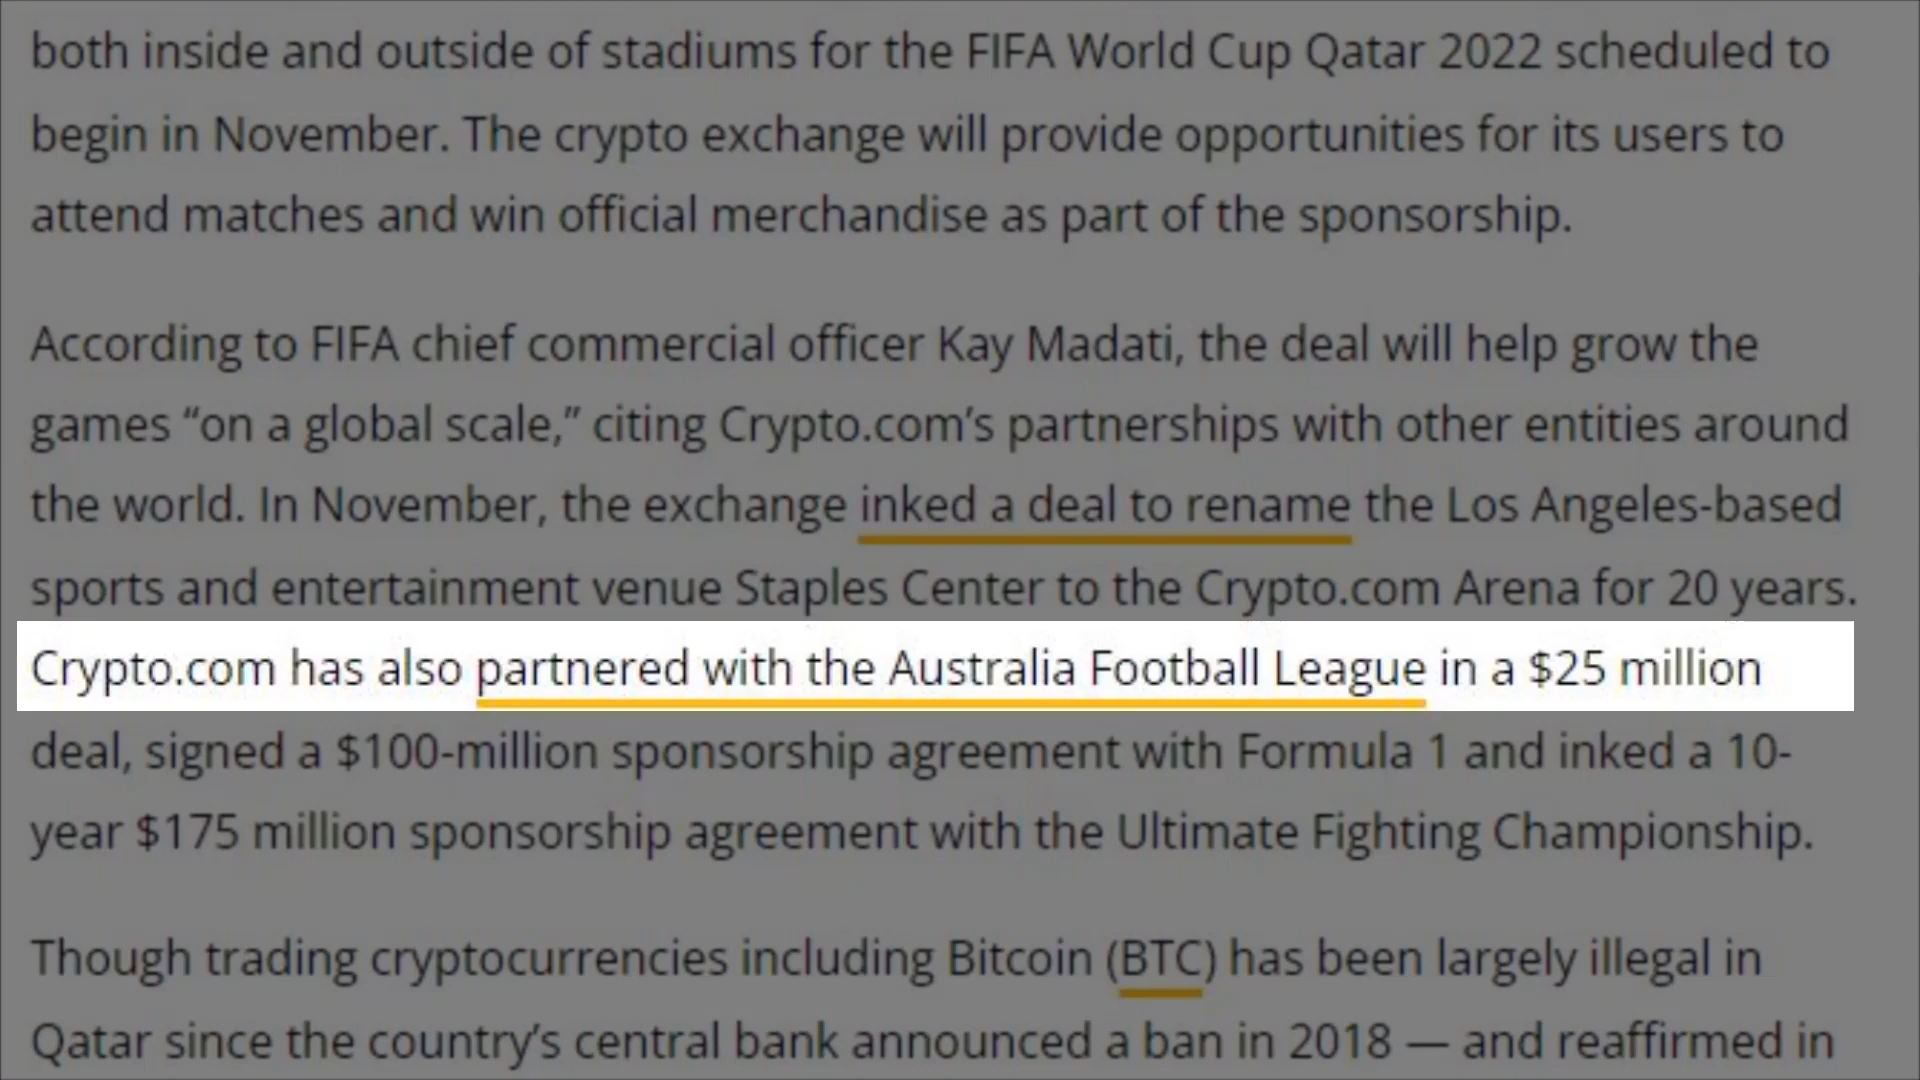 both inside and outside of stadiums for the FIFA World Cup Qatar 2022 scheduled to
begin in November. The crypto exchange will provide opportunities for its users to
attend matches and win official merchandise as part of the sponsorship.
According to FIFA chief commercial officer Kay Madati, the deal will help grow the
games “on a global scale,” citing Crypto.com’s partnerships with other entities around
the world. In November, the exchange inked a deal to rename the Los Angeles-based
sports and entertainment venue Staples Center to the Crypto.com Arena for 20 years.
Crypto.com has also partnered with the Australia Football League in a $25 million
deal, signed a $100-million sponsorship agreement with Formula 1 and inked a 10-
year $175 million sponsorship agreement with the Ultimate Fighting Championship.
Though trading cryptocurrencies including Bitcoin (BTC) has been largely illegal in
Qatar since the country’s central bank announced a ban in 2018 — and reaffirmed in